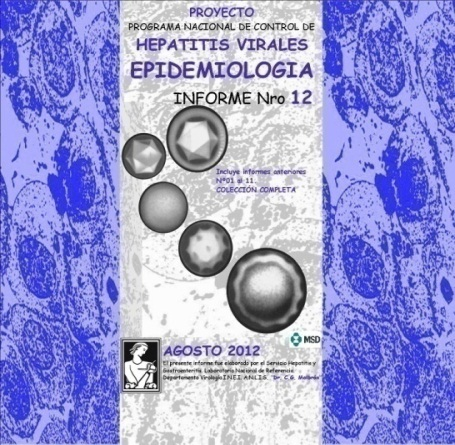 PROYECTO
PROGRAMA NACIONAL DE CONTROL DE
HEPATITIS VIRALES
EPIDEMIOLOGIA
INFORME Nro 12
Incluye informes anteriores
Nº01 al 11.
COLECCIÓN COMPLETA
MSD
AGOSTO 2012
El presente informe fue elaborado por el Servicio Hepatitis y
Gastroenteritis. Laboratorio Nacional de Referencia.
Departamento Virología I.N.E.I. A.N.L.I.S. "Dr. C.G. Malbrán"